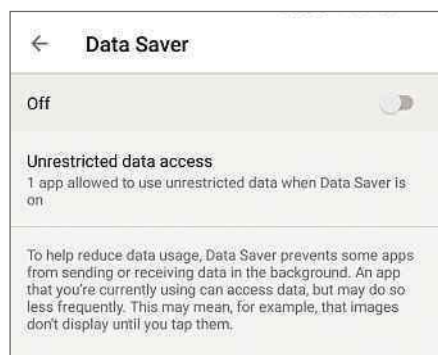 Data Saver
Off
Unrestricted data access
1 app allowed to use unrestricted data when Data Saver is
on
To help reduce data usage, Data Saver prevents some apps
from sending or receiving data in the background. An app
that you're currently using can access data, but may do so
less frequently. This may mean, for example, that images
don't display until you tap them.